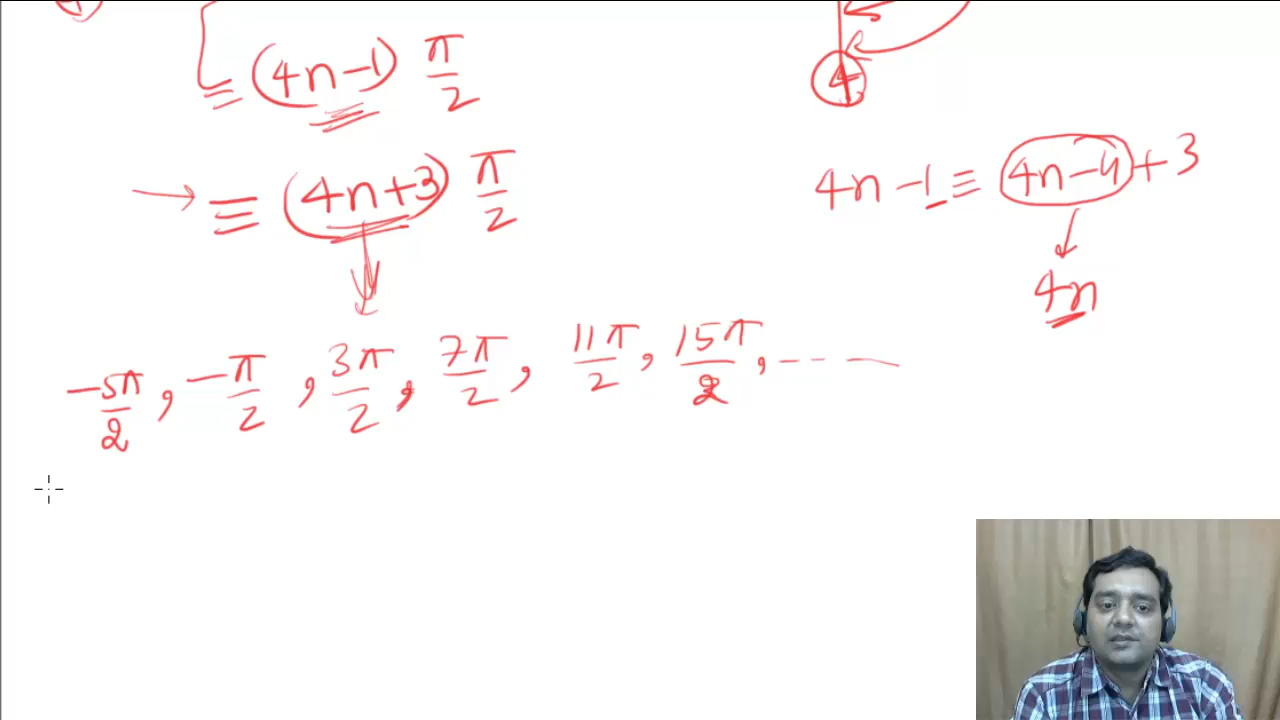 ≡ (4n-1) π/2
4
→ ≡ (4n+3) π/2
4n-1 ≡ 4n-4+3
4n
-5π/2, -π/2, 3π/2, 7π/2, 11π/2, 15π/2, -----